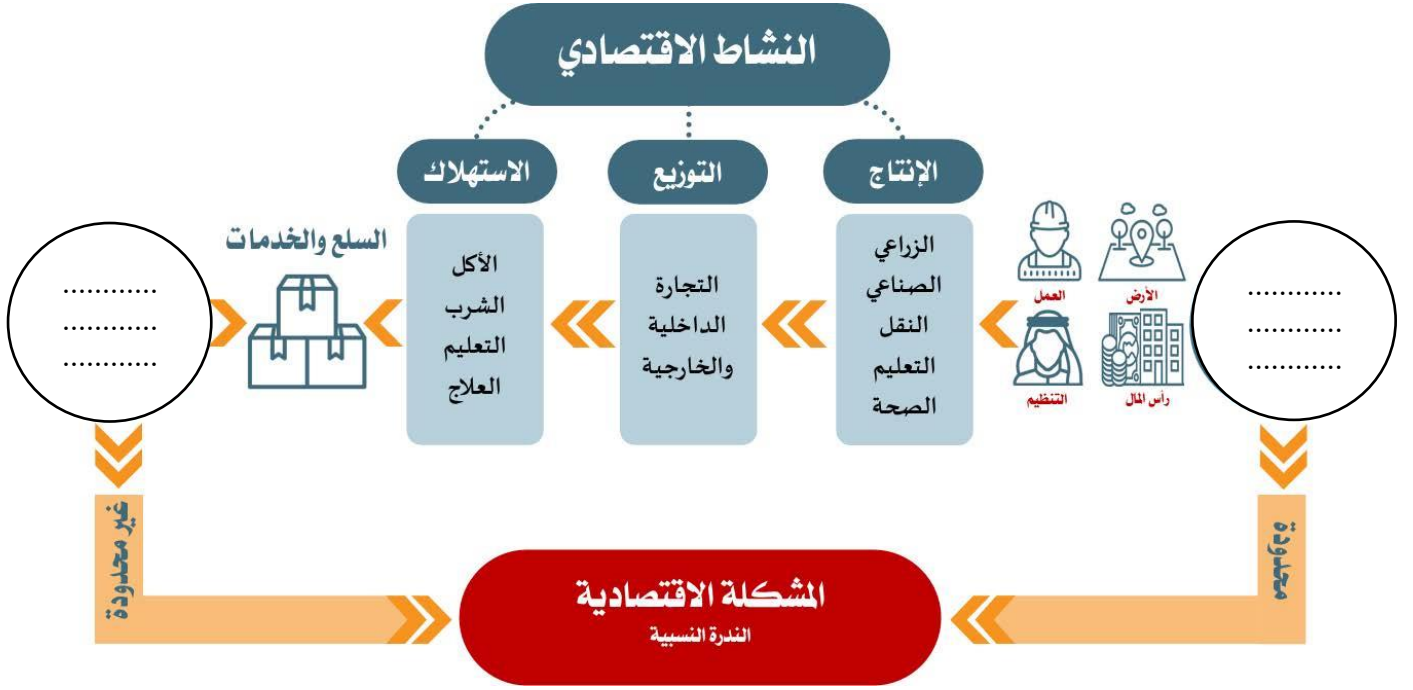 النشاط الاقتصادي
الإنتاج
التوزيع
الاستهلاك
............
............
............
الأرض
العمل
رأس المال
التنظيم
الزراعي
الصناعي
النقل
التعليم
الصحة
التجارة
الداخلية
والخارجية
الأكل
الشرب
التعليم
العلاج
السلع والخدمات
............
............
............
محدودة
غير محدودة
المشكلة الاقتصادية
الندرة النسبية